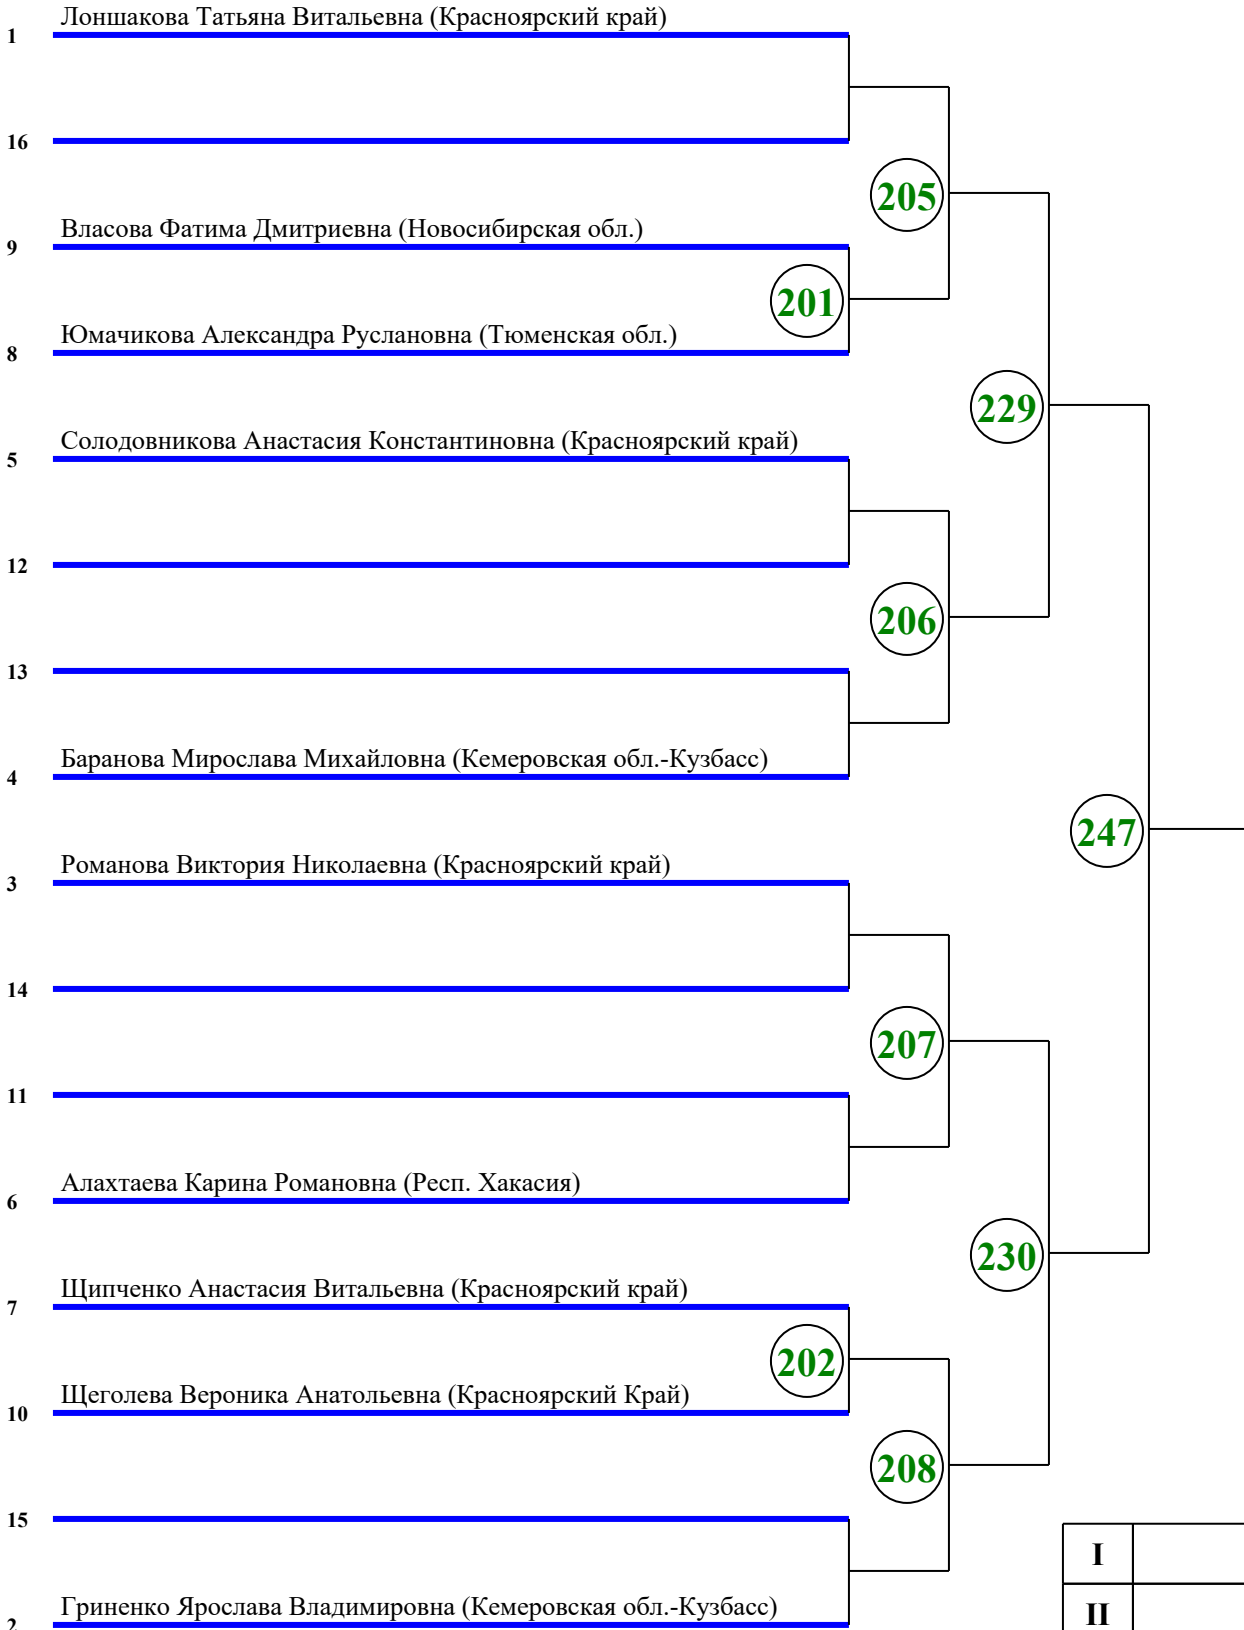 Лоншакова Татьяна Витальевна (Красноярский край)
1
16
205
Власова Фатима Дмитриевна (Новосибирская обл.)
9
201
Юмачикова Александра Руслановна (Тюменская обл.)
8
229
Солодовникова Анастасия Константиновна (Красноярский край)
5
12
206
13
Баранова Мирослава Михайловна (Кемеровская обл.-Кузбасс)
4
247
Романова Виктория Николаевна (Красноярский край)
3
14
207
11
Алахтаева Карина Романовна (Респ. Хакасия)
6
230
Щипченко Анастасия Витальевна (Красноярский край)
7
202
Щеголева Вероника Анатольевна (Красноярский Край)
10
208
15
I
Гриненко Ярослава Владимировна (Кемеровская обл.-Кузбасс)
2
II